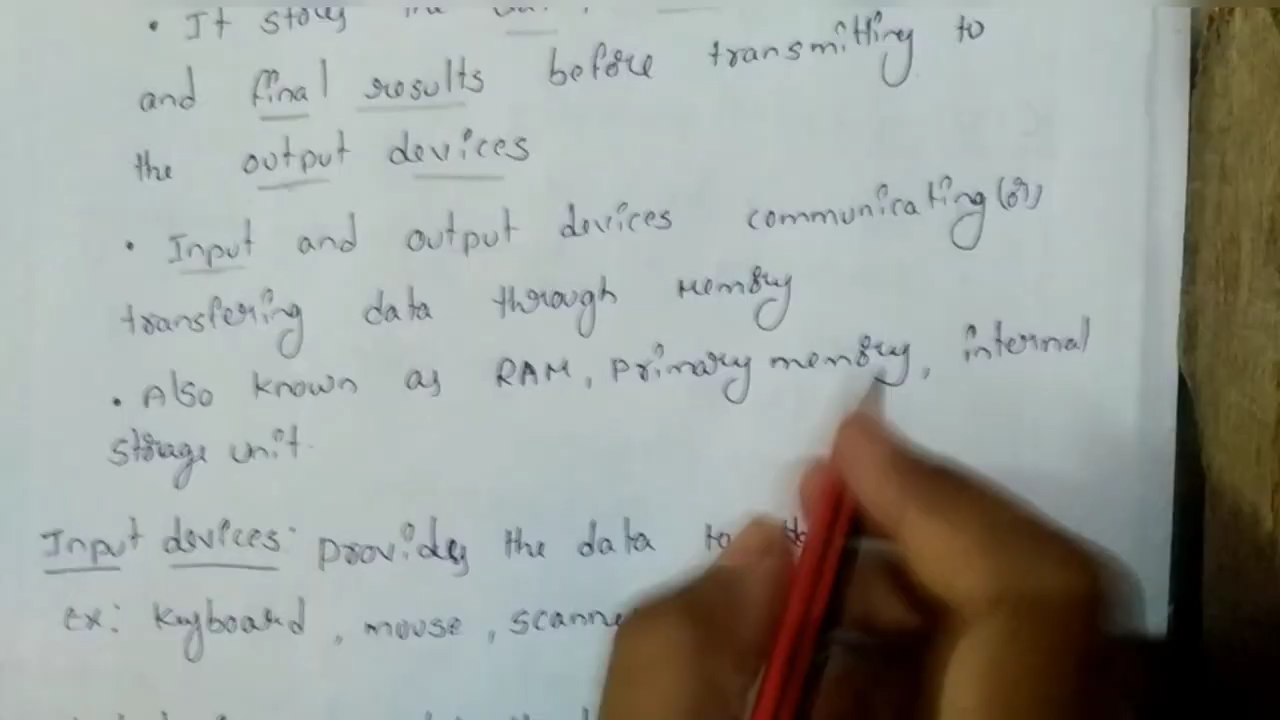 • It stores the
and final results before transmitting to
the output devices
• Input and output devices communicating (or)
transfering data through memory
• Also known as RAM, primary memory, internal
storage unit.
Input devices: provides the data to
ex: keyboard, mouse,